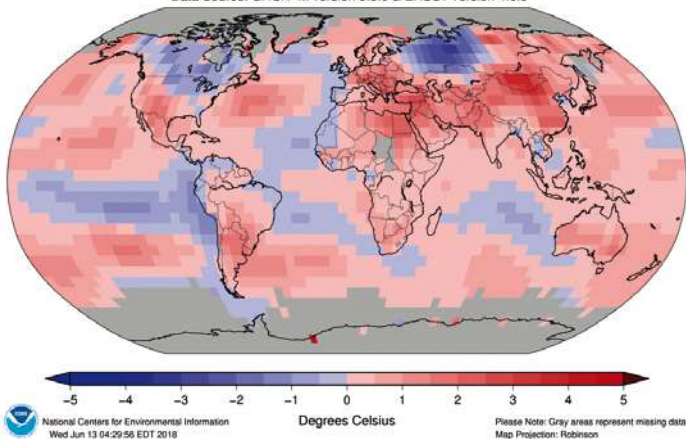 −5 −4 −3 −2 −1 0 1 2 3 4 5
Degrees Celsius
National Centers for Environmental Information
Wed Jun 13 04:29:56 EDT 2018
Please Note: Gray areas represent missing data
Map Projection: Robinson